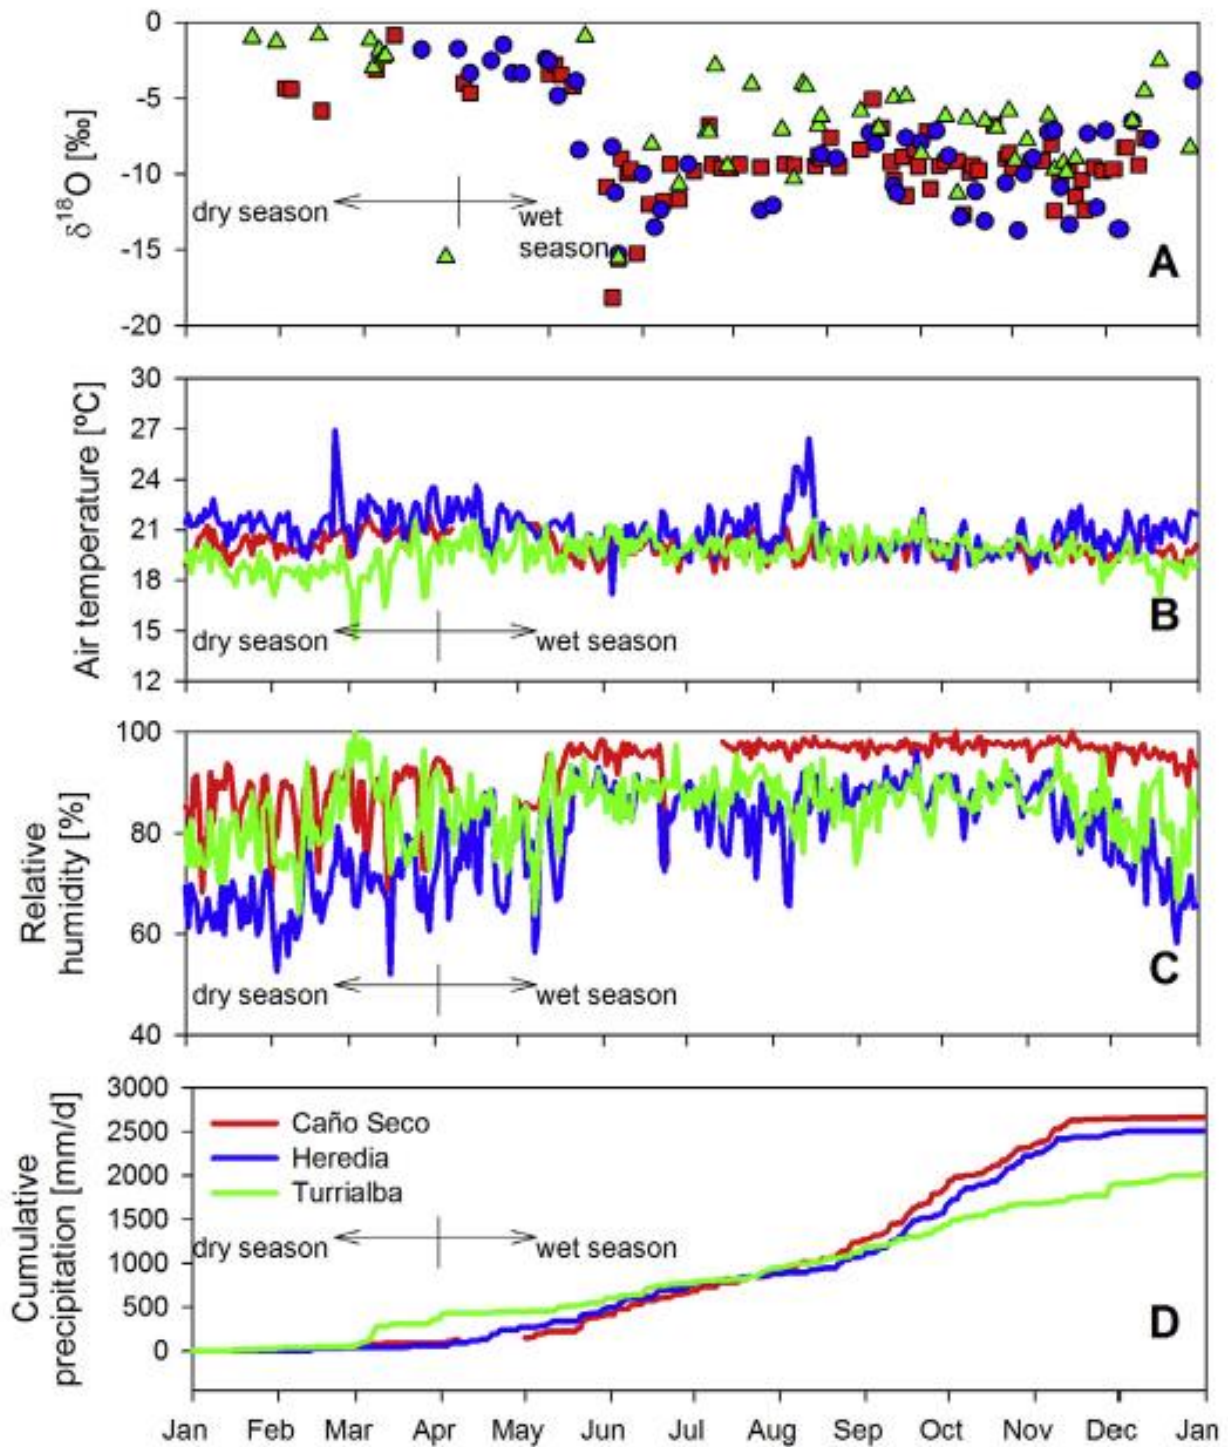 0
-5
-10
-15
-20
δ18O [‰]
dry season
wet
season
A
30
27
24
21
18
15
12
Air temperature [ºC]
dry season
wet season
B
100
80
60
40
Relative
humidity [%]
dry season
wet season
C
3000
2500
2000
1500
1000
500
0
Cumulative
precipitation [mm/d]
Caño Seco
Heredia
Turrialba
dry season
wet season
D
Jan Feb Mar Apr May Jun Jul Aug Sep Oct Nov Dec Jan